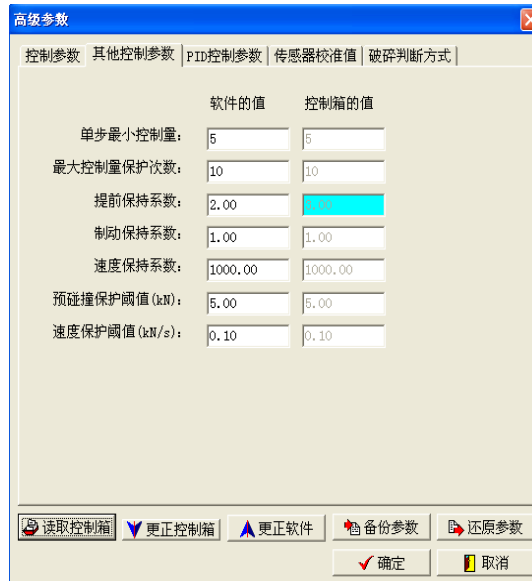 高级参数
控制参数 其他控制参数 PID控制参数 传感器校准值 破碎判断方式
软件的值 控制箱的值
单步最小控制量: 5 5
最大控制量保护次数: 10 10
提前保持系数: 2.00
制动保持系数: 1.00 1.00
速度保持系数: 1000.00 1000.00
预碰撞保护阈值(kN): 5.00 5.00
速度保护阈值(kN/s): 0.10 0.10
读取控制箱 更正控制箱 更正软件 备份参数 还原参数
确定 取消